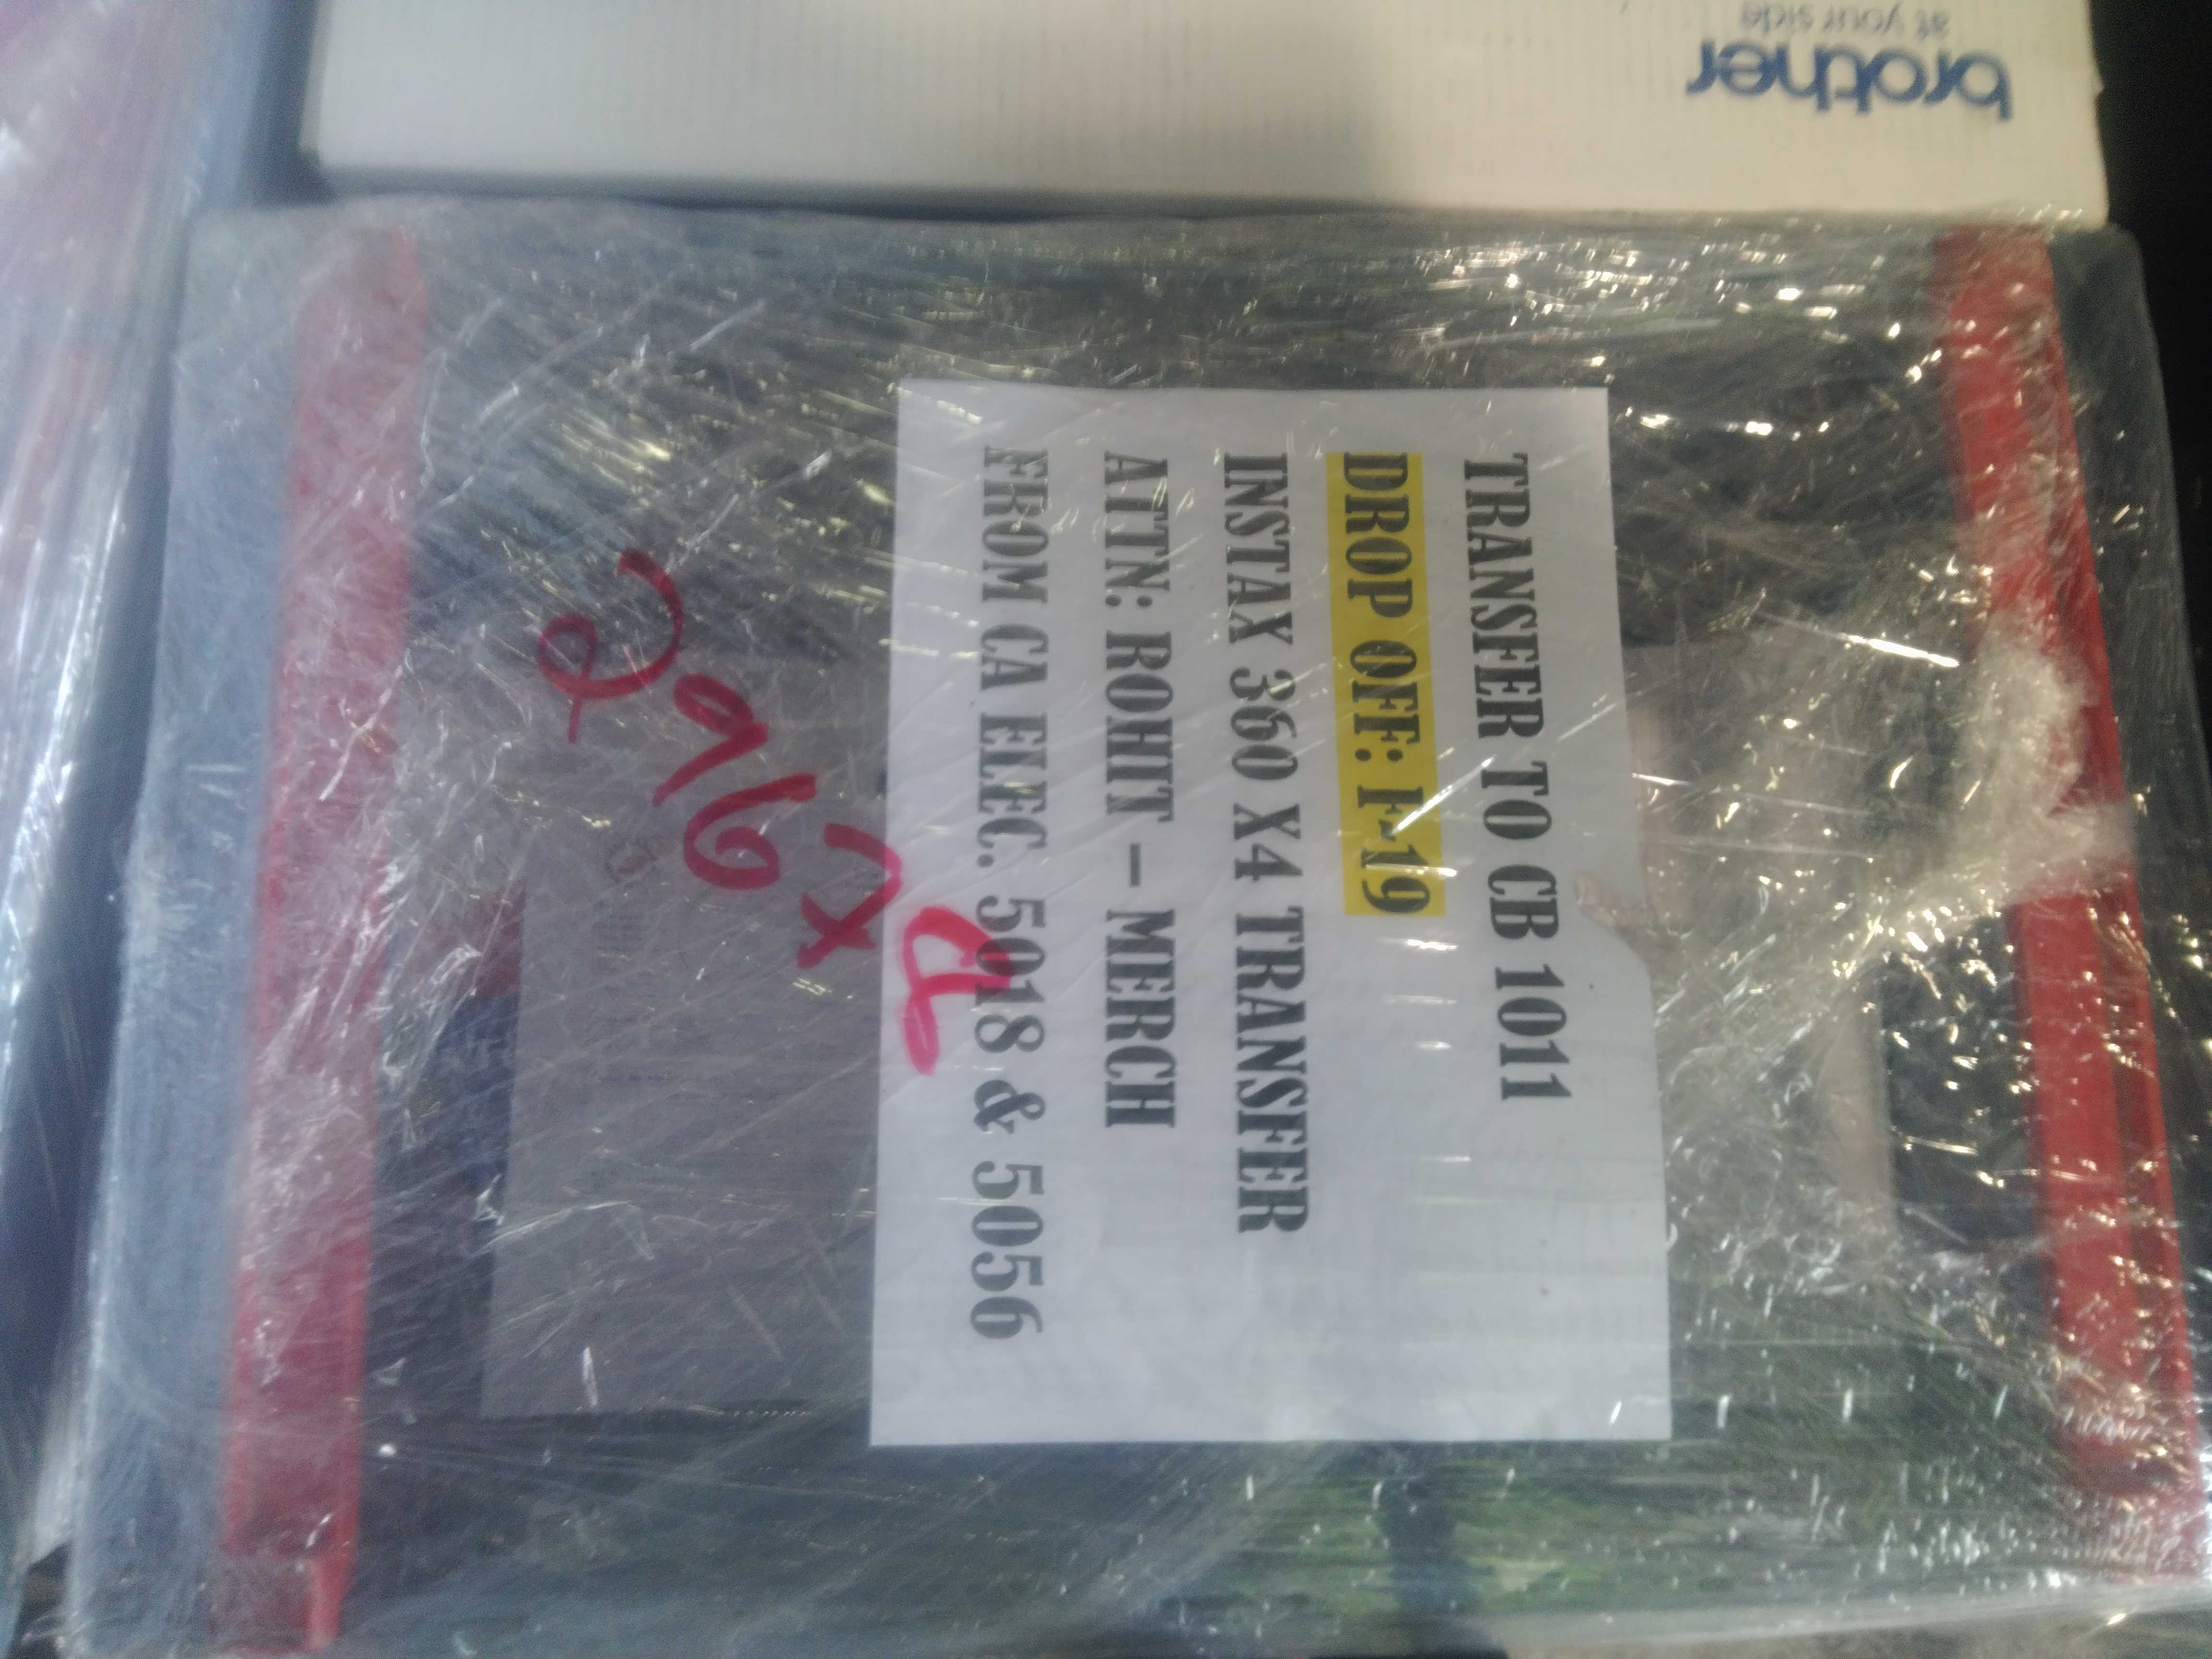 brother
at your side
TRANSFER TO CB 1011
DROP OFF: F-19
INSTAX 360 X4 TRANSFER
ATTN: ROHIT – MERCH
FROM CA ELEC. 5018 & 5056